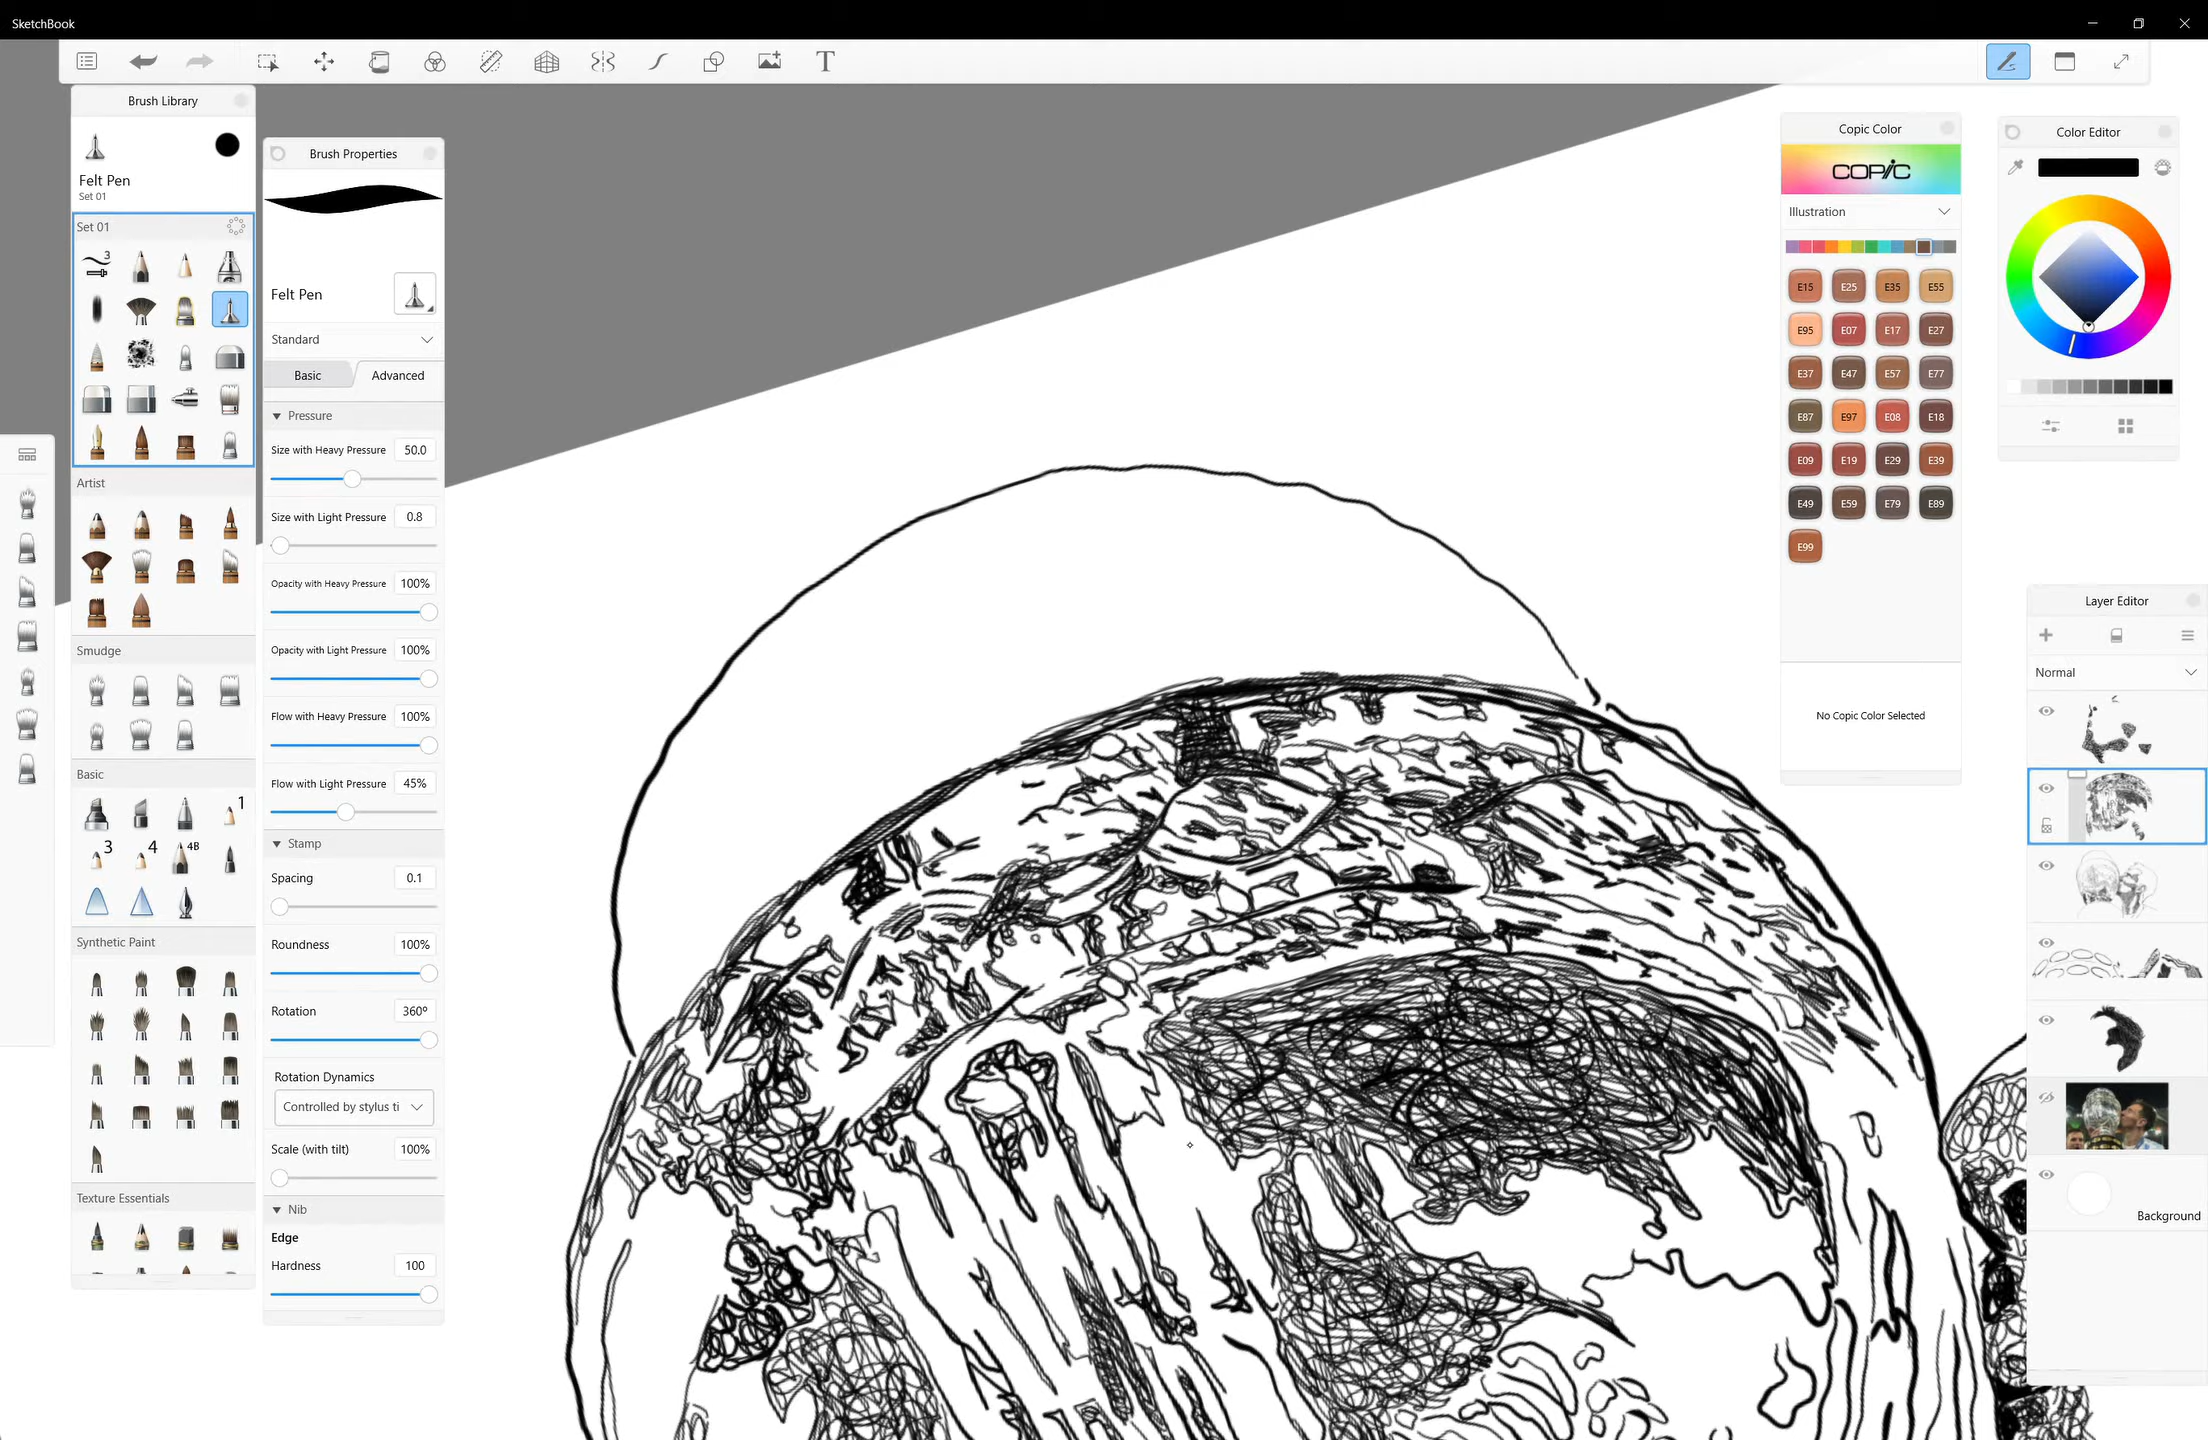 SketchBook
T
Brush Library
Felt Pen
Set 01
Set 01
3
Artist
Smudge
Basic
1
3
4
4B
Synthetic Paint
Texture Essentials
Brush Properties
Felt Pen
Standard
Basic
Advanced
Pressure
Size with Heavy Pressure
50.0
Size with Light Pressure
0.8
Opacity with Heavy Pressure
100%
Opacity with Light Pressure
100%
Flow with Heavy Pressure
100%
Flow with Light Pressure
45%
Stamp
Spacing
0.1
Roundness
100%
Rotation
360º
Rotation Dynamics
Controlled by stylus ti
Scale (with tilt)
100%
Nib
Edge
Hardness
100
Copic Color
COPIC
Illustration
E15 E25 E35 E55
E95 E07 E17 E27
E37 E47 E57 E77
E87 E97 E08 E18
E09 E19 E29 E39
E49 E59 E79 E89
E99
No Copic Color Selected
Color Editor
Layer Editor
Normal
Background